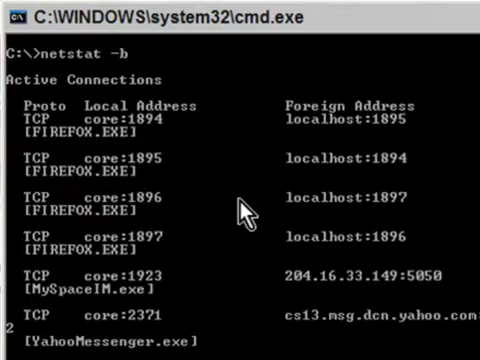 C:\WINDOWS\system32\cmd.exe
C:\>netstat -b
Active Connections
Proto Local Address Foreign Address
TCP core:1894 localhost:1895
[FIREFOX.EXE]
TCP core:1895 localhost:1894
[FIREFOX.EXE]
TCP core:1896 localhost:1897
[FIREFOX.EXE]
TCP core:1897 localhost:1896
[FIREFOX.EXE]
TCP core:1923 204.16.33.149:5050
[MySpaceIM.exe]
TCP core:2371 cs13.msg.dcn.yahoo.com:
2
[YahooMessenger.exe]